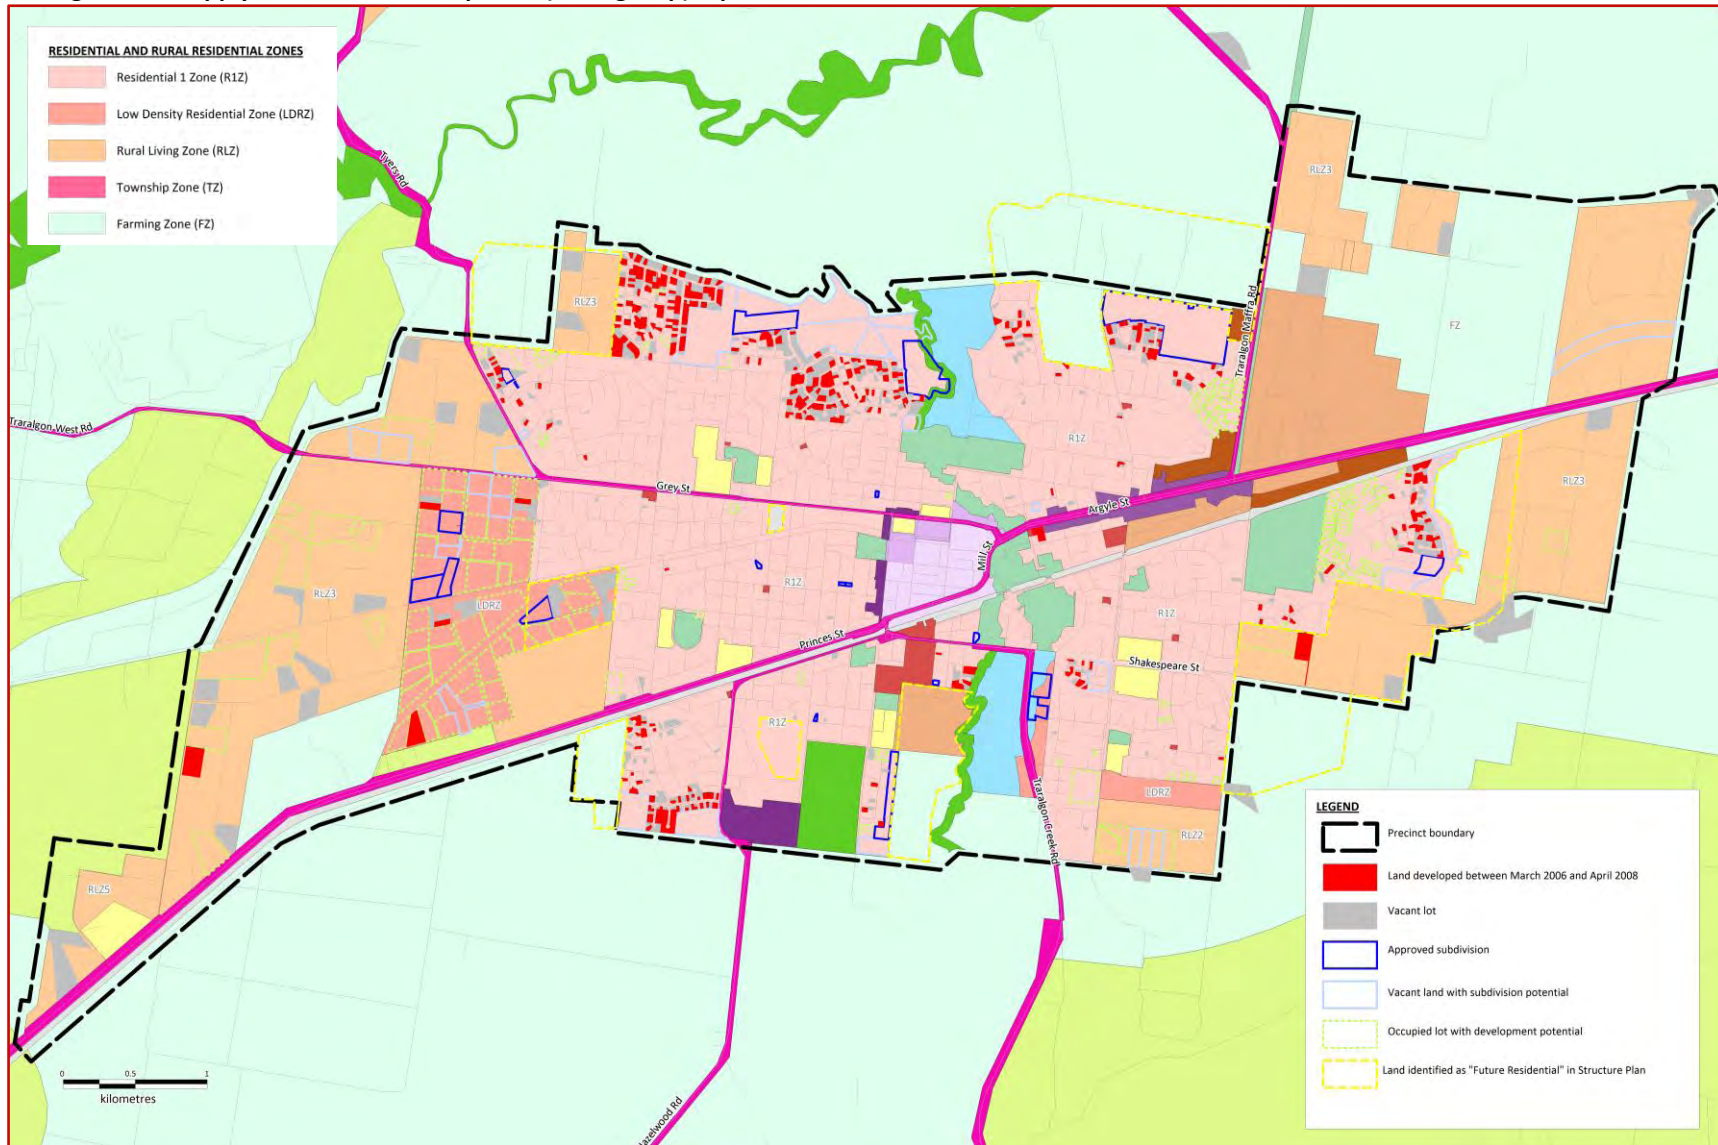 RESIDENTIAL AND RURAL RESIDENTIAL ZONES
Residential 1 Zone (R1Z)
Low Density Residential Zone (LDRZ)
Rural Living Zone (RLZ)
Township Zone (TZ)
Farming Zone (FZ)
Tyers Rd
RLZ3
RLZ3
Traralgon Maffra Rd
FZ
Traralgon West Rd
R1Z
Grey St
Argyle St
RLZ3
Mill St
R1Z
RLZ3
LDRZ
R1Z
Princes St
Shakespeare St
R1Z
Traralgon Creek Rd
LDRZ
RLZ2
RLZ5
LEGEND
Precinct boundary
Land developed between March 2006 and April 2008
Vacant lot
Approved subdivision
Vacant land with subdivision potential
Occupied lot with development potential
Land identified as "Future Residential" in Structure Plan
0 0.5 1
kilometres
azelwood Rd